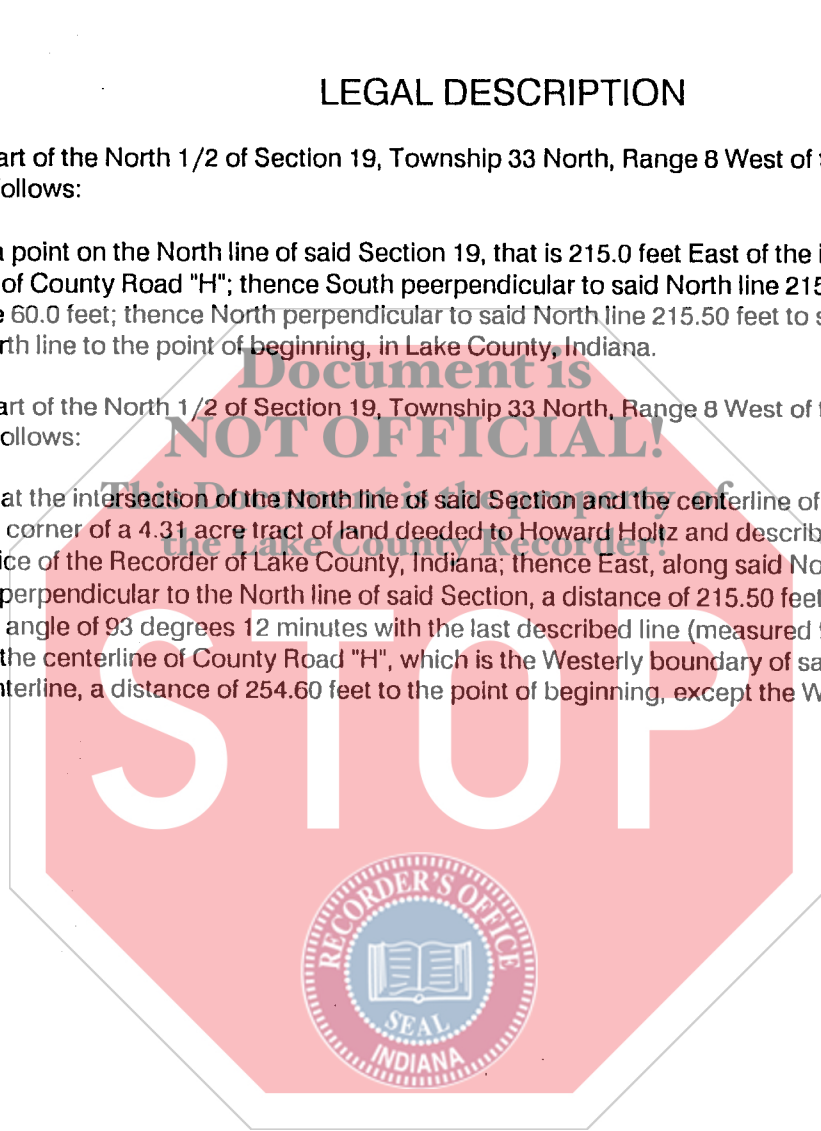 LEGAL DESCRIPTION
art of the North 1/2 of Section 19, Township 33 North, Range 8 West of
ollows:
a point on the North line of said Section 19, that is 215.0 feet East of the i
of County Road "H"; thence South peerpendicular to said North line 215
e 60.0 feet; thence North perpendicular to said North line 215.50 feet to s
rth line to the point of beginning, in Lake County, Indiana.
Document is
art of the North 1/2 of Section 19, Township 33 North, Range 8 West of
NOT OFFICIAL!
ollows:
This Document is the property of
at the intersection of the North line of said Section and the centerline of
corner of a 4.31 acre tract of land deeded to Howard Holtz and describ
the Lake County Recorder!
ice of the Recorder of Lake County, Indiana; thence East, along said No
perpendicular to the North line of said Section, a distance of 215.50 feet
angle of 93 degrees 12 minutes with the last described line (measured
the centerline of County Road "H", which is the Westerly boundary of sa
nterline, a distance of 254.60 feet to the point of beginning, except the W
STOP
RECORDER'S OFFICE
SEAL
INDIANA